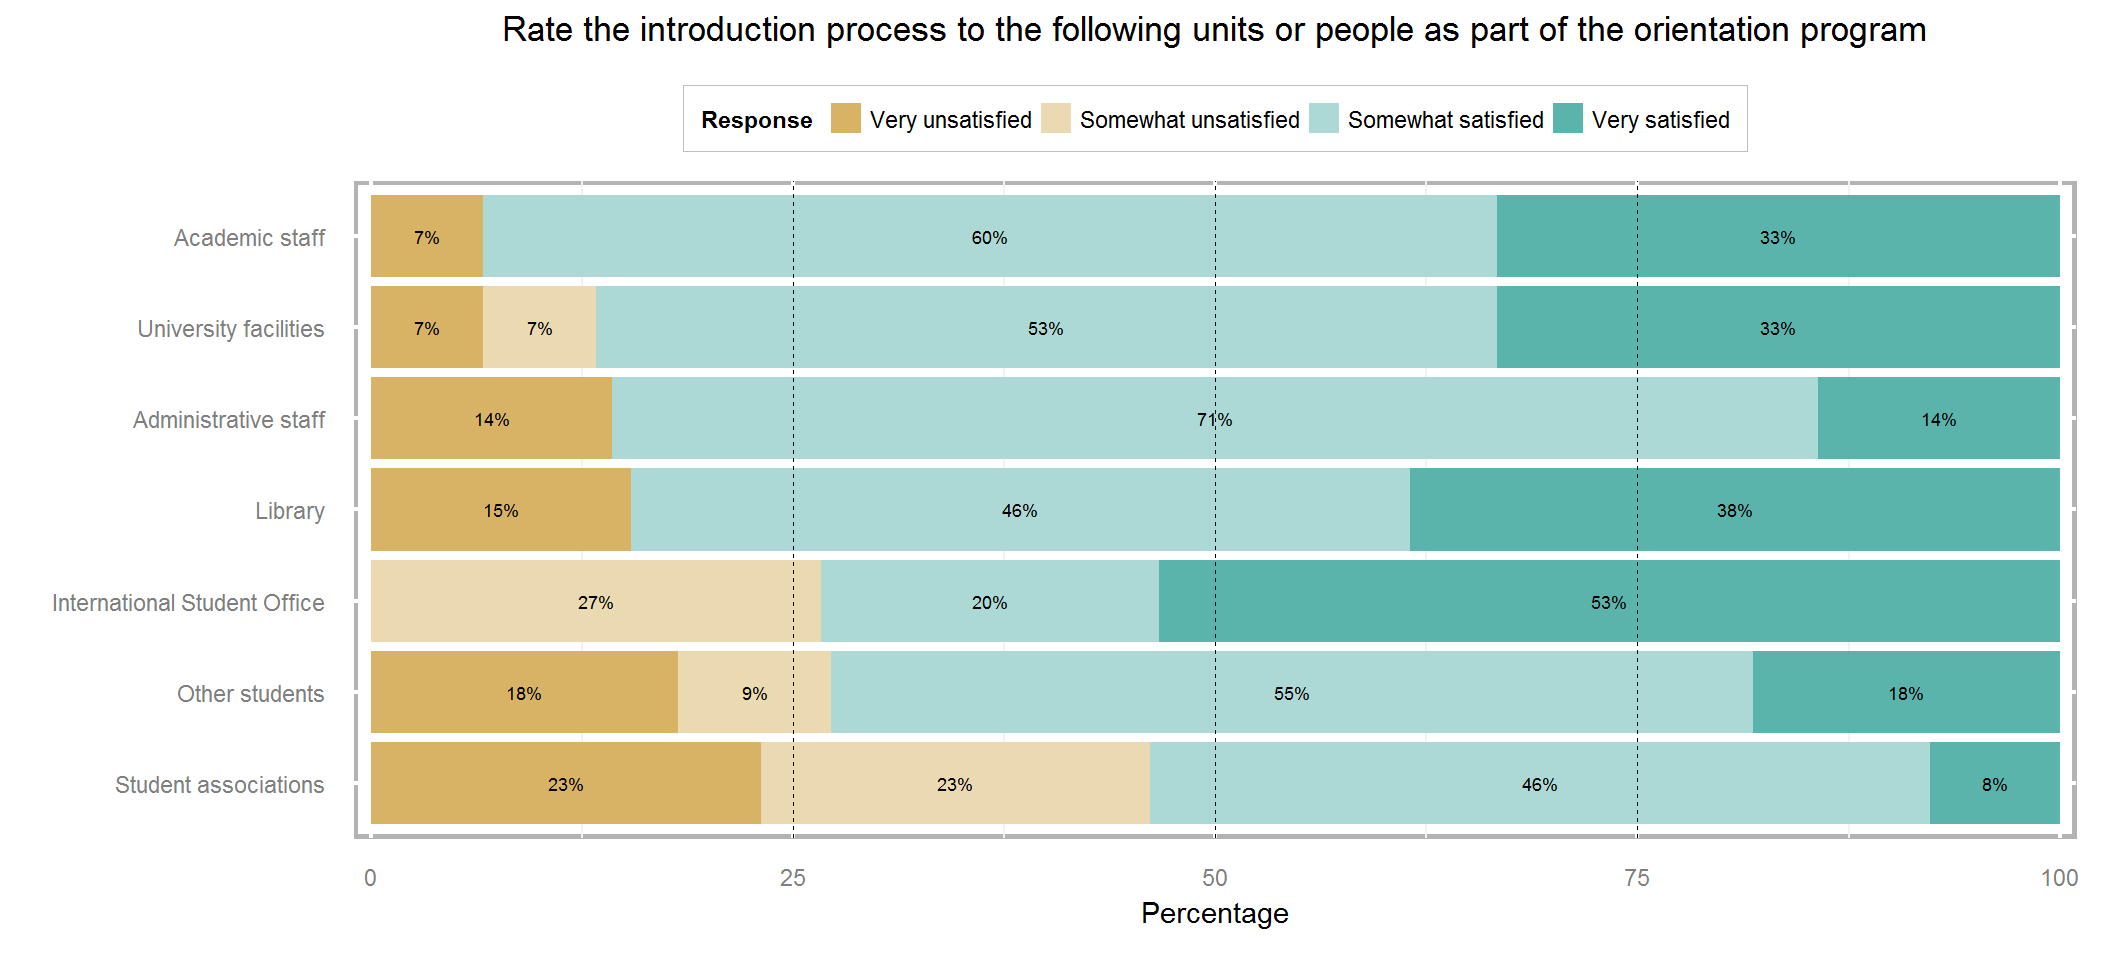 Rate the introduction process to the following units or people as part of the orientation program
Response Very unsatisfied Somewhat unsatisfied Somewhat satisfied Very satisfied
Academic staff 7% 60% 33%
University facilities 7% 7% 53% 33%
Administrative staff 14% 71% 14%
Library 15% 46% 38%
International Student Office 27% 20% 53%
Other students 18% 9% 55% 18%
Student associations 23% 23% 46% 8%
0 25 50 75 100
Percentage